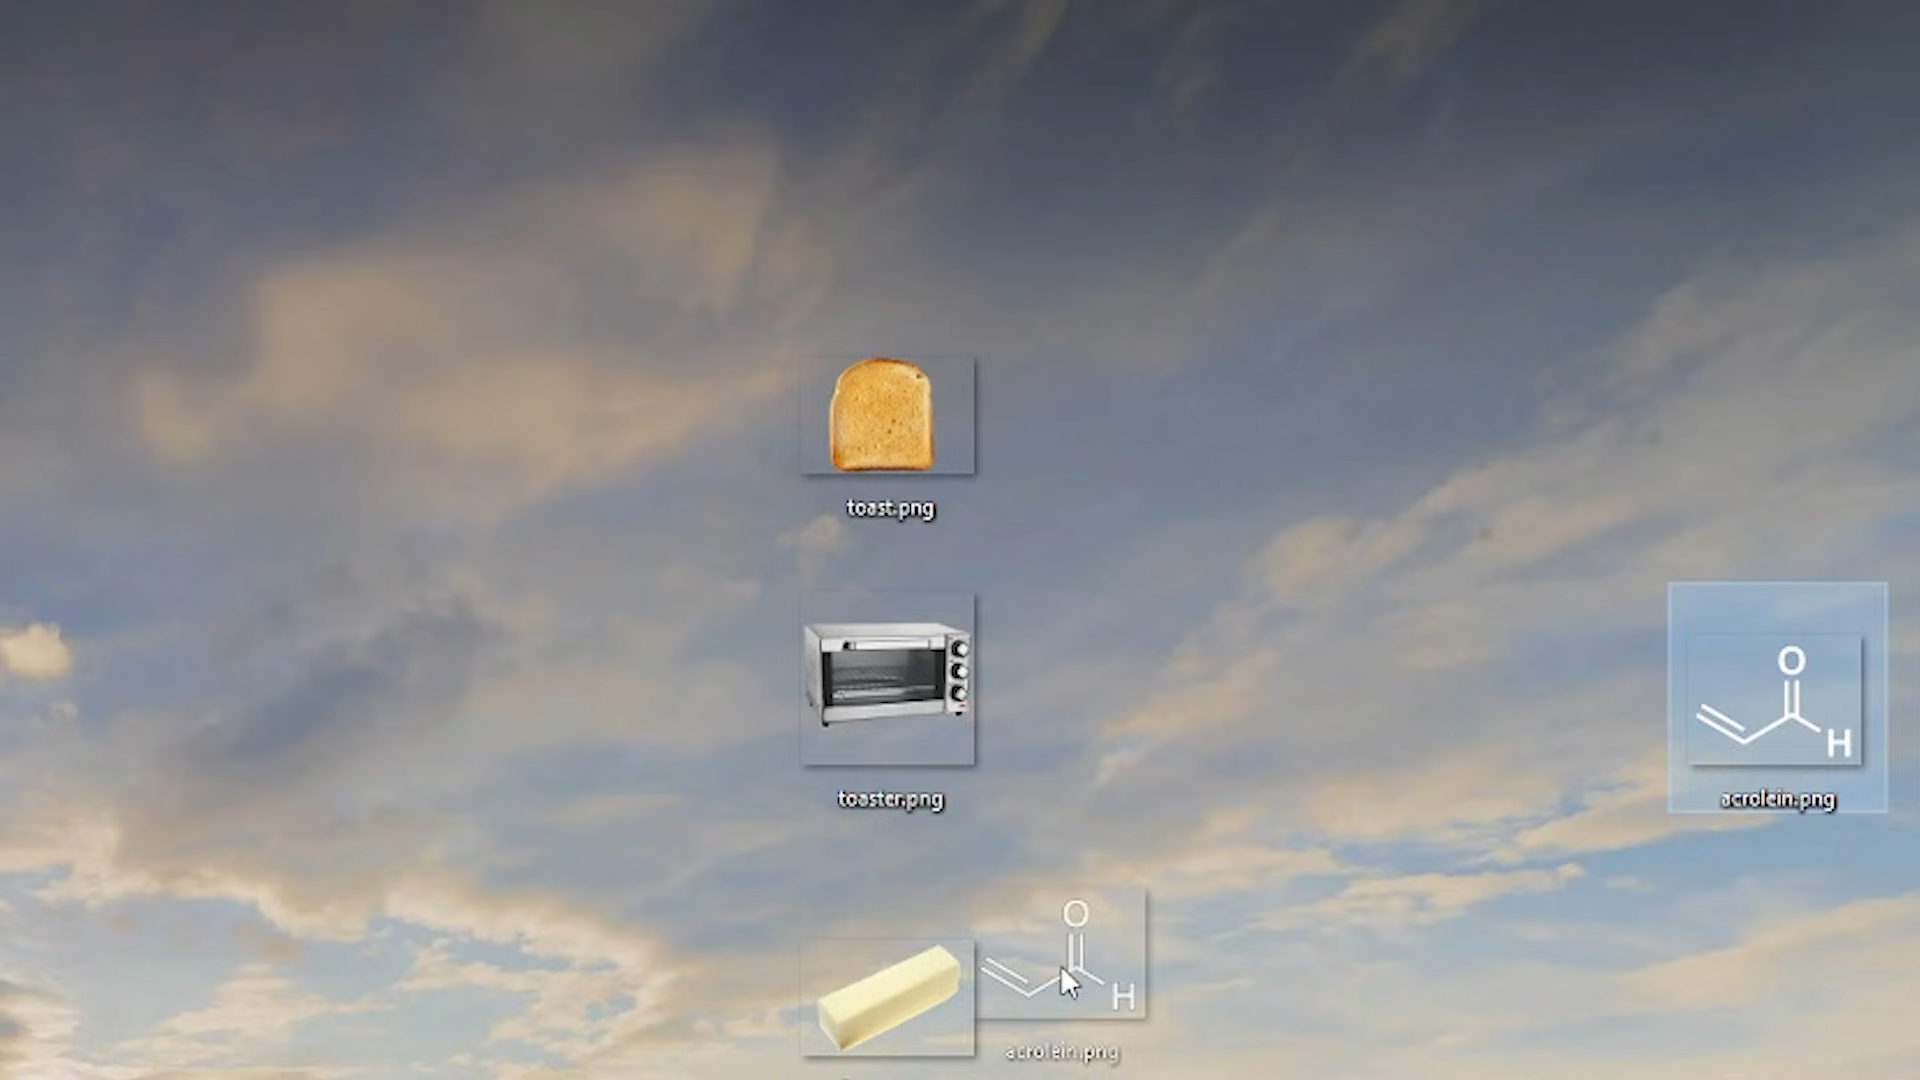 toast.png
toaster.png
O
H
acrolein.png
O
H
acrolein.png